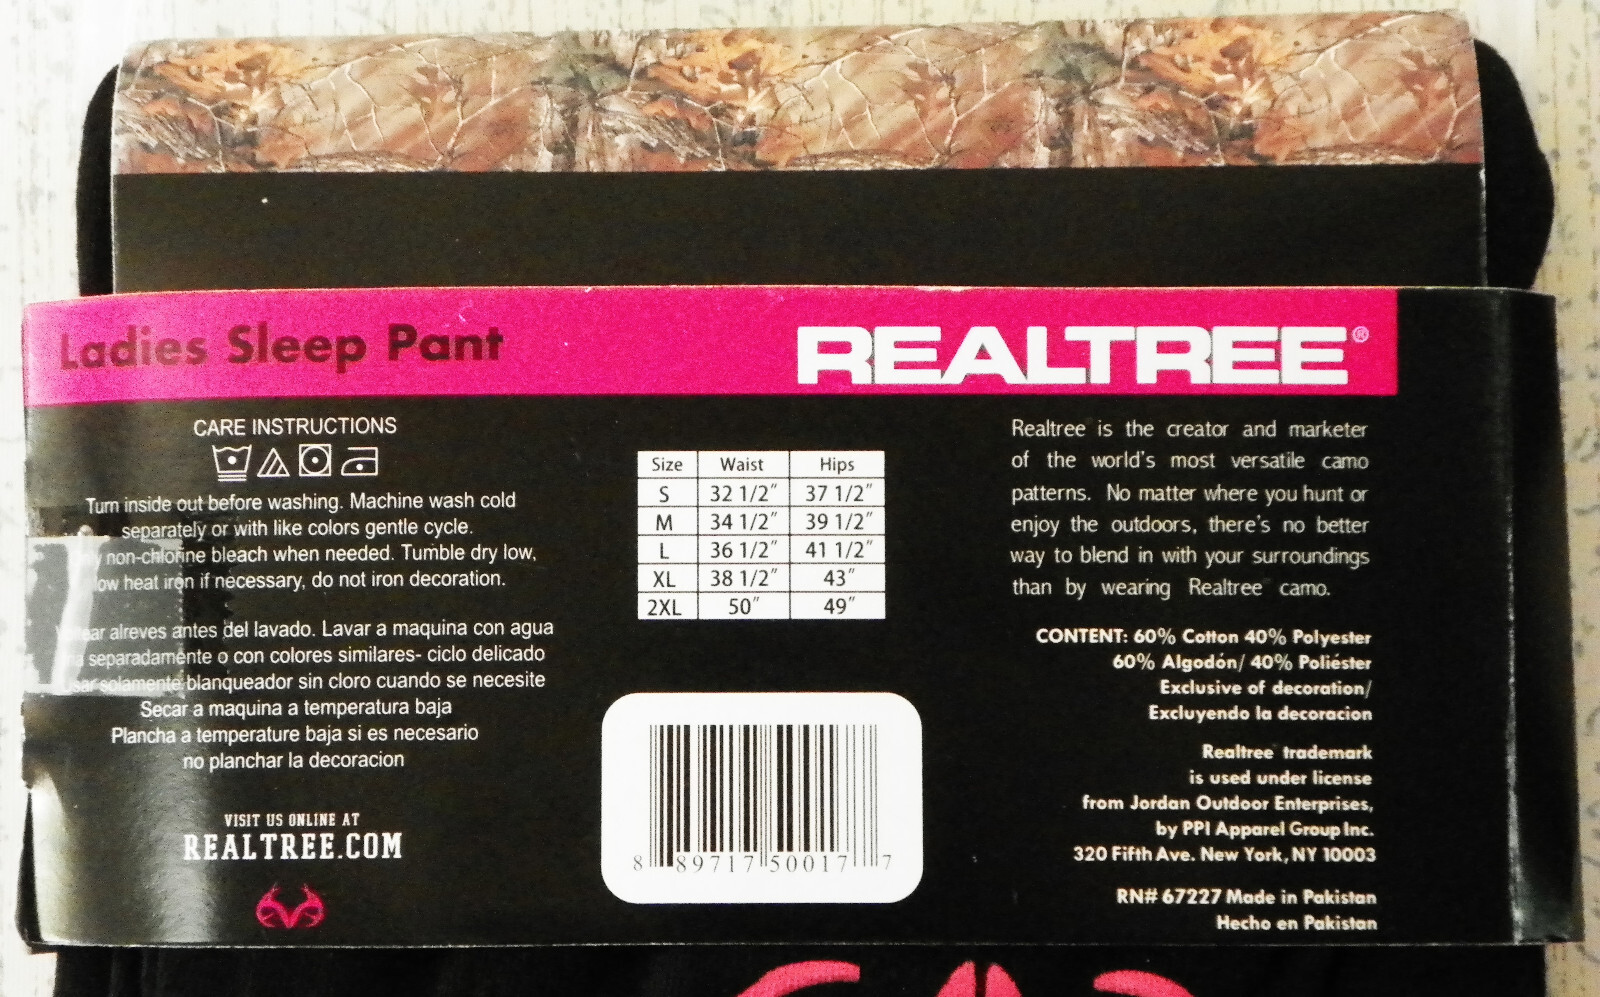 Ladies Sleep Pant
REALTREE®
CARE INSTRUCTIONS
Turn inside out before washing. Machine wash cold
separately or with like colors gentle cycle.
non-chlorine bleach when needed. Tumble dry low,
low heat iron if necessary, do not iron decoration.
alreves antes del lavado. Lavar a maquina con agua
separadamente o con colores similares- ciclo delicado
solamente blanqueador sin cloro cuando se necesite
Secar a maquina a temperatura baja
Plancha a temperature baja si es necesario
no planchar la decoracion
VISIT US ONLINE AT
REALTREE.COM
Size Waist Hips
S 32 1/2" 37 1/2"
M 34 1/2" 39 1/2"
L 36 1/2" 41 1/2"
XL 38 1/2" 43"
2XL 50" 49"
8 89717 50017 7
Realtree is the creator and marketer
of the world's most versatile camo
patterns. No matter where you hunt or
enjoy the outdoors, there's no better
way to blend in with your surroundings
than by wearing Realtree camo.
CONTENT: 60% Cotton 40% Polyester
60% Algodón/ 40% Poliéster
Exclusive of decoration/
Excluyendo la decoracion
Realtree trademark
is used under license
from Jordan Outdoor Enterprises,
by PPI Apparel Group Inc.
320 Fifth Ave. New York, NY 10003
RN# 67227 Made in Pakistan
Hecho en Pakistan